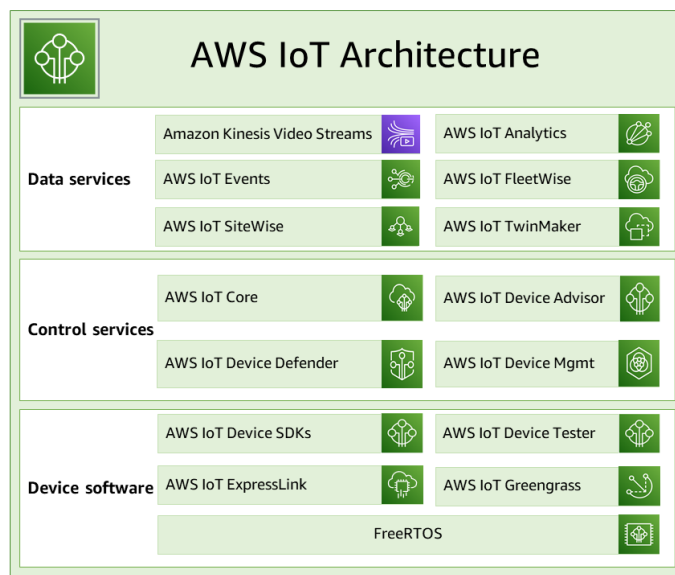 AWS IoT Architecture
Data services
Amazon Kinesis Video Streams
AWS IoT Analytics
AWS IoT Events
AWS IoT FleetWise
AWS IoT SiteWise
AWS IoT TwinMaker
Control services
AWS IoT Core
AWS IoT Device Advisor
AWS IoT Device Defender
AWS IoT Device Mgmt
Device software
AWS IoT Device SDKs
AWS IoT Device Tester
AWS IoT ExpressLink
AWS IoT Greengrass
FreeRTOS